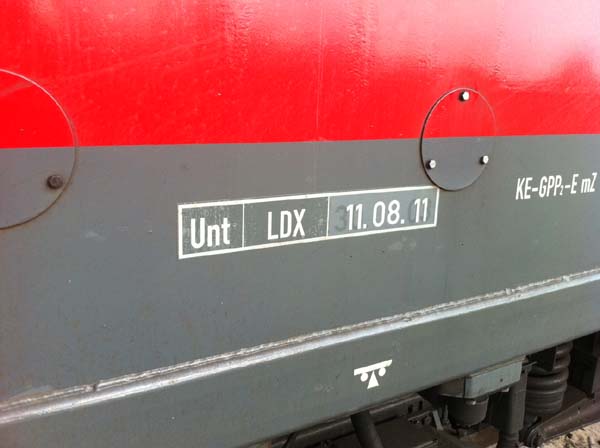 Unt LDX 11.08.11
KE-GPP₂-E mZ